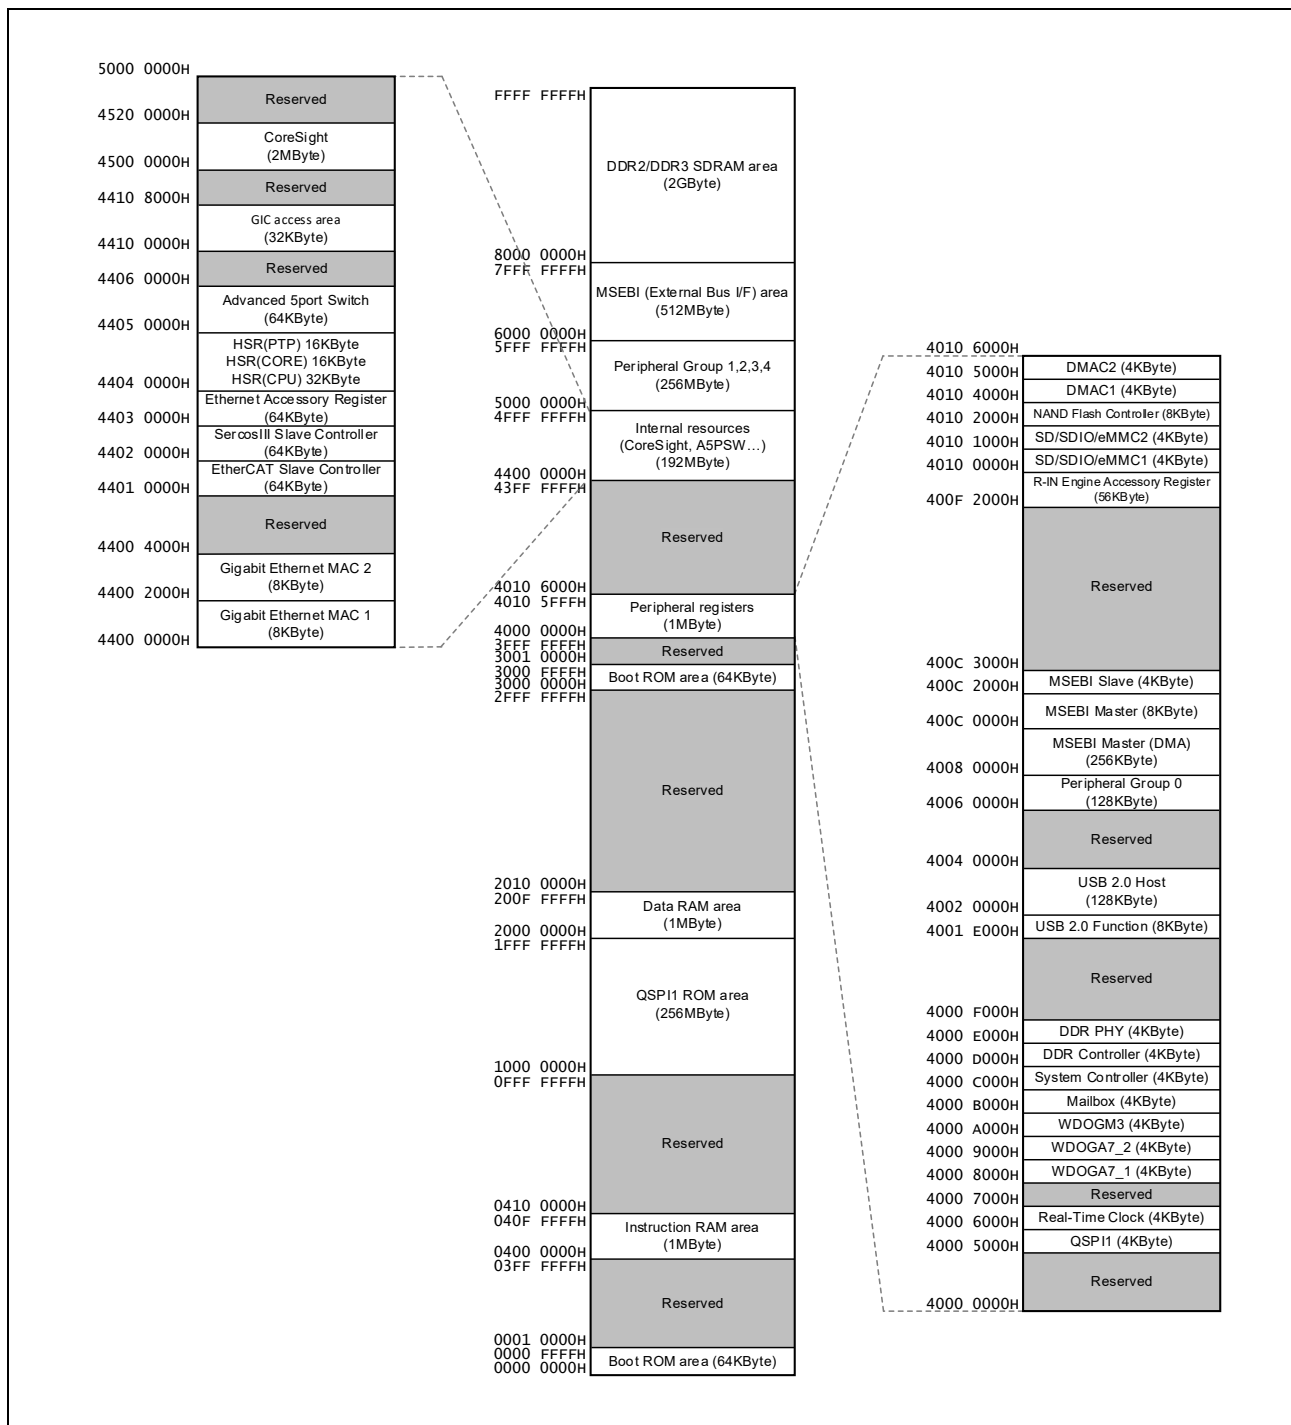 5000 0000H
Reserved
4520 0000H
CoreSight
(2MByte)
4500 0000H
Reserved
4410 8000H
GIC access area
(32KByte)
4410 0000H
Reserved
4406 0000H
Advanced 5port Switch
(64KByte)
4405 0000H
HSR(PTP) 16KByte
HSR(CORE) 16KByte
HSR(CPU) 32KByte
4404 0000H
Ethernet Accessory Register
(64KByte)
4403 0000H
SercosIII Slave Controller
(64KByte)
4402 0000H
EtherCAT Slave Controller
(64KByte)
4401 0000H
Reserved
4400 4000H
Gigabit Ethernet MAC 2
(8KByte)
4400 2000H
Gigabit Ethernet MAC 1
(8KByte)
4400 0000H
FFFF FFFFH
DDR2/DDR3 SDRAM area
(2GByte)
8000 0000H
7FFF FFFFH
MSEBI (External Bus I/F) area
(512MByte)
6000 0000H
5FFF FFFFH
Peripheral Group 1,2,3,4
(256MByte)
5000 0000H
4FFF FFFFH
Internal resources
(CoreSight, A5PSW…)
(192MByte)
4400 0000H
43FF FFFFH
Reserved
4010 6000H
4010 5FFFH
Peripheral registers
(1MByte)
4000 0000H
3FFF FFFFH
Reserved
3001 0000H
3000 FFFFH
Boot ROM area (64KByte)
3000 0000H
2FFF FFFFH
Reserved
2010 0000H
200F FFFFH
Data RAM area
(1MByte)
2000 0000H
1FFF FFFFH
QSPI1 ROM area
(256MByte)
1000 0000H
0FFF FFFFH
Reserved
0410 0000H
040F FFFFH
Instruction RAM area
(1MByte)
0400 0000H
03FF FFFFH
Reserved
0001 0000H
0000 FFFFH
Boot ROM area (64KByte)
0000 0000H
4010 6000H
DMAC2 (4KByte)
4010 5000H
DMAC1 (4KByte)
4010 4000H
NAND Flash Controller (8KByte)
4010 2000H
SD/SDIO/eMMC2 (4KByte)
4010 1000H
SD/SDIO/eMMC1 (4KByte)
4010 0000H
R-IN Engine Accessory Register
(56KByte)
400F 2000H
Reserved
400C 3000H
MSEBI Slave (4KByte)
400C 2000H
MSEBI Master (8KByte)
400C 0000H
MSEBI Master (DMA)
(256KByte)
4008 0000H
Peripheral Group 0
(128KByte)
4006 0000H
Reserved
4004 0000H
USB 2.0 Host
(128KByte)
4002 0000H
USB 2.0 Function (8KByte)
4001 E000H
Reserved
4000 F000H
DDR PHY (4KByte)
4000 E000H
DDR Controller (4KByte)
4000 D000H
System Controller (4KByte)
4000 C000H
Mailbox (4KByte)
4000 B000H
WDOGM3 (4KByte)
4000 A000H
WDOGA7_2 (4KByte)
4000 9000H
WDOGA7_1 (4KByte)
4000 8000H
Reserved
4000 7000H
Real-Time Clock (4KByte)
4000 6000H
QSPI1 (4KByte)
4000 5000H
Reserved
4000 0000H